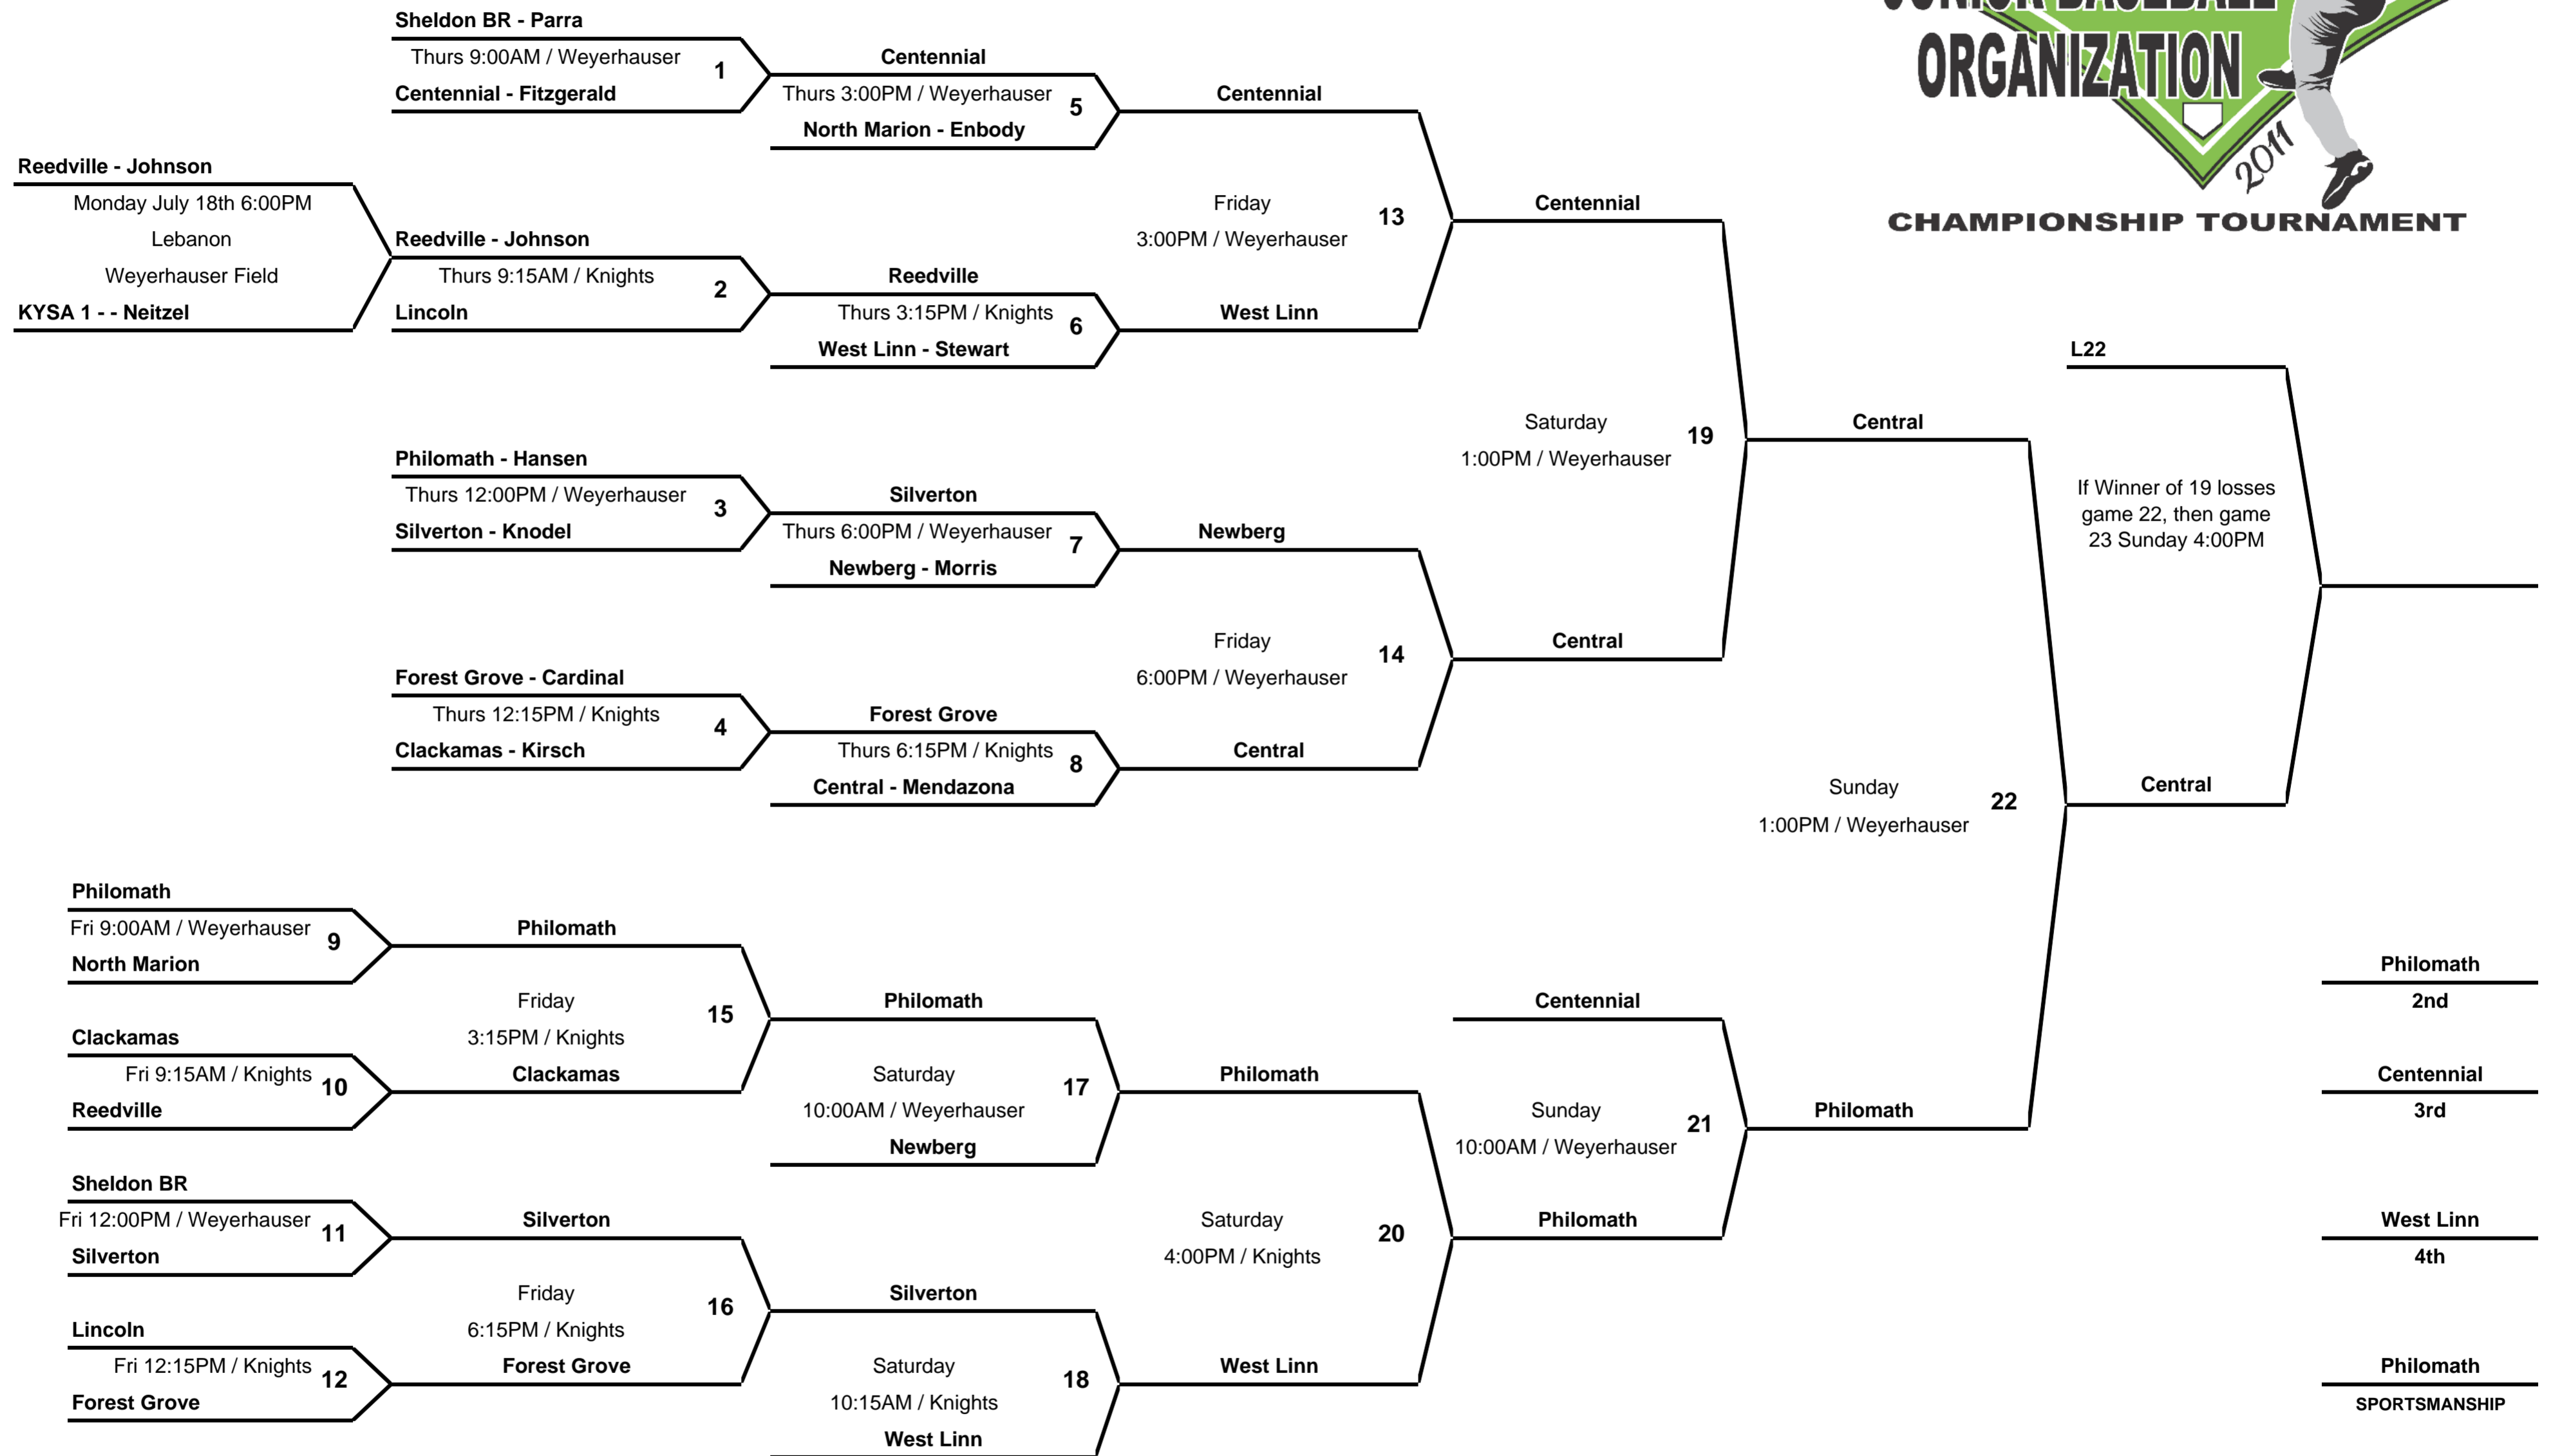 JUNIOR BASEBALL
ORGANIZATION
2011
CHAMPIONSHIP TOURNAMENT
Sheldon BR - Parra
Thurs 9:00AM / Weyerhauser
1
Centennial - Fitzgerald
Centennial
Thurs 3:00PM / Weyerhauser
5
North Marion - Enbody
Centennial
Reedville - Johnson
Monday July 18th 6:00PM
Lebanon
Weyerhauser Field
KYSA 1 - - Neitzel
Reedville - Johnson
Thurs 9:15AM / Knights
2
Lincoln
Reedville
Thurs 3:15PM / Knights
6
West Linn - Stewart
Friday
13
3:00PM / Weyerhauser
West Linn
Centennial
Philomath - Hansen
Thurs 12:00PM / Weyerhauser
3
Silverton - Knodel
Silverton
Thurs 6:00PM / Weyerhauser
7
Newberg - Morris
Newberg
Forest Grove - Cardinal
Thurs 12:15PM / Knights
4
Clackamas - Kirsch
Forest Grove
Thurs 6:15PM / Knights
8
Central - Mendazona
Friday
14
6:00PM / Weyerhauser
Central
Saturday
19
1:00PM / Weyerhauser
Central
Central
L22
If Winner of 19 losses
game 22, then game
23 Sunday 4:00PM
Sunday
22
1:00PM / Weyerhauser
Central
Philomath
Fri 9:00AM / Weyerhauser
9
North Marion
Philomath
Clackamas
Fri 9:15AM / Knights
10
Reedville
Friday
15
3:15PM / Knights
Clackamas
Philomath
Saturday
17
10:00AM / Weyerhauser
Newberg
Philomath
Sheldon BR
Fri 12:00PM / Weyerhauser
11
Silverton
Silverton
Lincoln
Fri 12:15PM / Knights
12
Forest Grove
Friday
16
6:15PM / Knights
Forest Grove
Silverton
Saturday
18
10:15AM / Knights
West Linn
Saturday
20
4:00PM / Knights
West Linn
Centennial
Sunday
21
10:00AM / Weyerhauser
Philomath
Philomath
Philomath
2nd
Centennial
3rd
West Linn
4th
Philomath
SPORTSMANSHIP